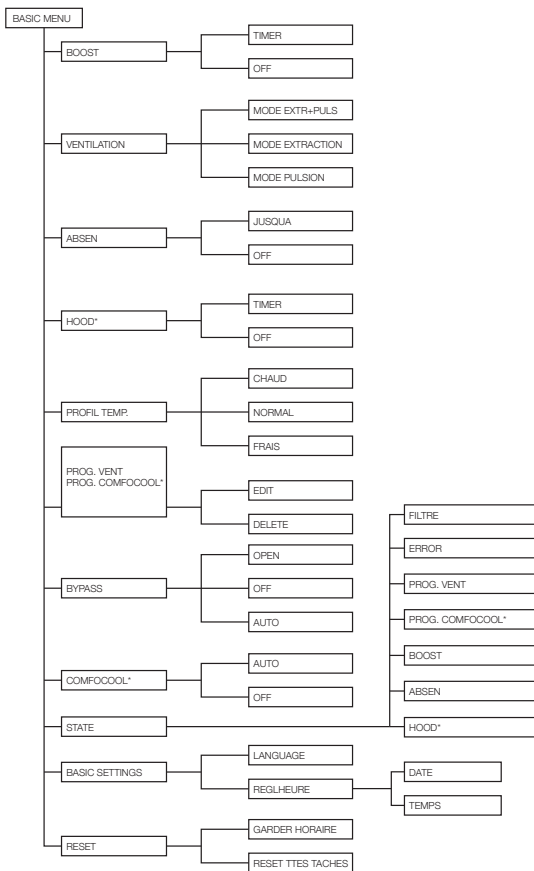 BASIC MENU
BOOST
TIMER
OFF
VENTILATION
MODE EXTR+PULS
MODE EXTRACTION
MODE PULSION
ABSEN
JUSQUA
OFF
HOOD*
TIMER
OFF
PROFIL TEMP.
CHAUD
NORMAL
FRAIS
PROG. VENT
PROG. COMFOCOOL*
EDIT
DELETE
BYPASS
OPEN
OFF
AUTO
COMFOCOOL*
AUTO
OFF
STATE
FILTRE
ERROR
PROG. VENT
PROG. COMFOCOOL*
BOOST
ABSEN
HOOD*
BASIC SETTINGS
LANGUAGE
REGLHEURE
DATE
TEMPS
RESET
GARDER HORAIRE
RESET TTES TACHES